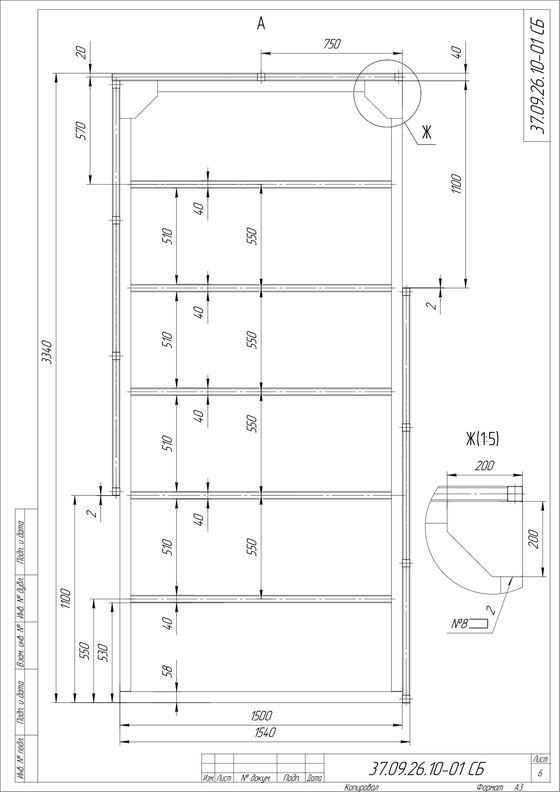 А
37.09.26.10-01 СБ
750
20
40
570
Ж
1100
40
510
550
40
510
550
2
3340
40
510
550
Ж(1:5)
200
2
40
510
550
200
1100
550
530
40
58
2
№8
1500
1540
Подп. и дата
Инв. № дубл.
Взам. инв. №
Подп. и дата
Инв. № подл.
Изм. Лист № докум. Подп. Дата
37.09.26.10-01 СБ
Лист
6
Копировал Формат А3